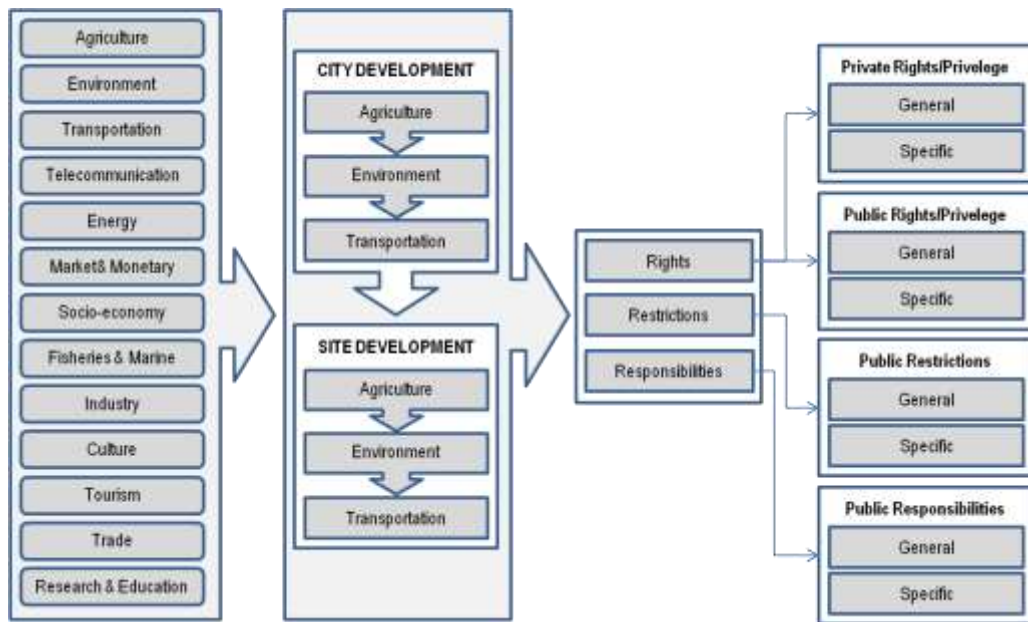 Agriculture
Environment
Transportation
Telecommunication
Energy
Market& Monetary
Socio-economy
Fisheries & Marine
Industry
Culture
Tourism
Trade
Research & Education
CITY DEVELOPMENT
Agriculture
Environment
Transportation
SITE DEVELOPMENT
Agriculture
Environment
Transportation
Rights
Restrictions
Responsibilities
Private Rights/Privelege
General
Specific
Public Rights/Privelege
General
Specific
Public Restrictions
General
Specific
Public Responsibilities
General
Specific